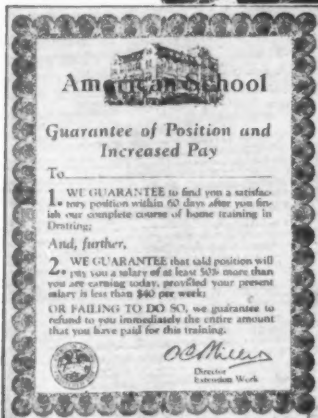 American School
Guarantee of Position and
Increased Pay
To
1. WE GUARANTEE to find you a satisfac-
tory position within 60 days after you fin-
ish our complete course of home training in
Drafting;
And, further,
2. WE GUARANTEE that said position will
pay you a salary of at least 50% more than
you are earning today, provided your present
salary is less than $40 per week;
OR FAILING TO DO SO, we guarantee to
refund to you immediately the entire amount
that you have paid for this training.
Director
Extension Work